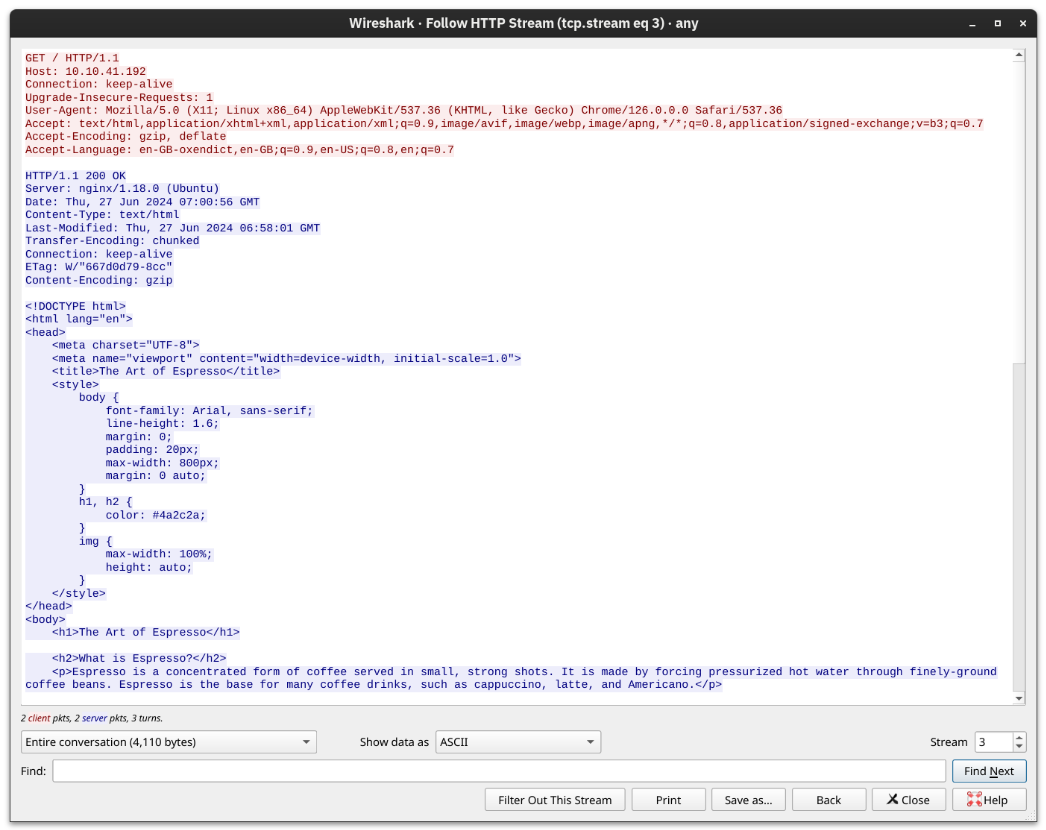 Wireshark · Follow HTTP Stream (tcp.stream eq 3) · any
GET / HTTP/1.1
Host: 10.10.41.192
Connection: keep-alive
Upgrade-Insecure-Requests: 1
User-Agent: Mozilla/5.0 (X11; Linux x86_64) AppleWebKit/537.36 (KHTML, like Gecko) Chrome/126.0.0.0 Safari/537.36
Accept: text/html,application/xhtml+xml,application/xml;q=0.9,image/avif,image/webp,image/apng,*/*;q=0.8,application/signed-exchange;v=b3;q=0.7
Accept-Encoding: gzip, deflate
Accept-Language: en-GB-oxendict,en-GB;q=0.9,en-US;q=0.8,en;q=0.7
HTTP/1.1 200 OK
Server: nginx/1.18.0 (Ubuntu)
Date: Thu, 27 Jun 2024 07:00:56 GMT
Content-Type: text/html
Last-Modified: Thu, 27 Jun 2024 06:58:01 GMT
Transfer-Encoding: chunked
Connection: keep-alive
ETag: W/"667d0d79-8cc"
Content-Encoding: gzip
<!DOCTYPE html>
<html lang="en">
<head>
    <meta charset="UTF-8">
    <meta name="viewport" content="width=device-width, initial-scale=1.0">
    <title>The Art of Espresso</title>
    <style>
        body {
            font-family: Arial, sans-serif;
            line-height: 1.6;
            margin: 0;
            padding: 20px;
            max-width: 800px;
            margin: 0 auto;
        }
        h1, h2 {
            color: #4a2c2a;
        }
        img {
            max-width: 100%;
            height: auto;
        }
    </style>
</head>
<body>
    <h1>The Art of Espresso</h1>
    <h2>What is Espresso?</h2>
    <p>Espresso is a concentrated form of coffee served in small, strong shots. It is made by forcing pressurized hot water through finely-ground
coffee beans. Espresso is the base for many coffee drinks, such as cappuccino, latte, and Americano.</p>
2 client pkts, 2 server pkts, 3 turns.
Entire conversation (4,110 bytes) Show data as ASCII Stream 3
Find: Find Next
Filter Out This Stream Print Save as... Back Close Help